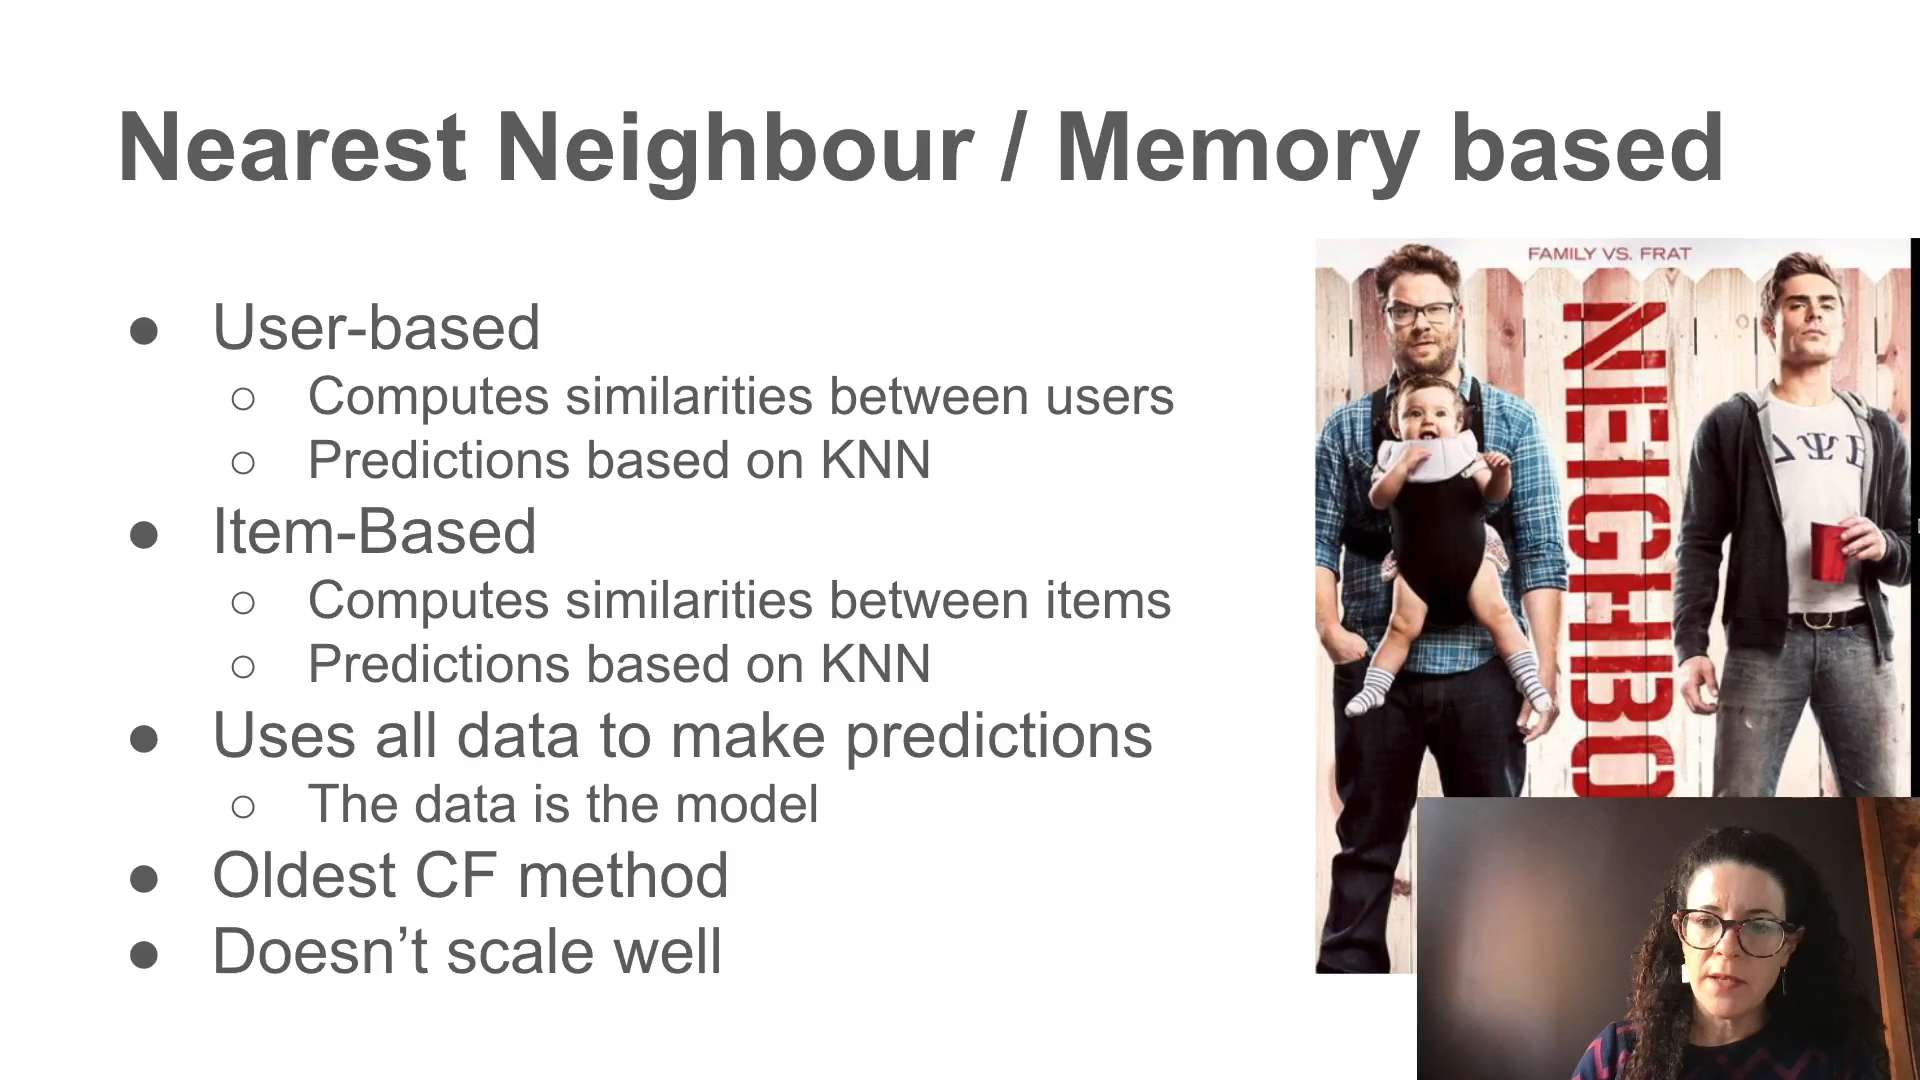 Nearest Neighbour / Memory based
● User-based
○ Computes similarities between users
○ Predictions based on KNN
● Item-Based
○ Computes similarities between items
○ Predictions based on KNN
● Uses all data to make predictions
○ The data is the model
● Oldest CF method
● Doesn’t scale well
FAMILY VS. FRAT
NEIGHBO
ΔΨ